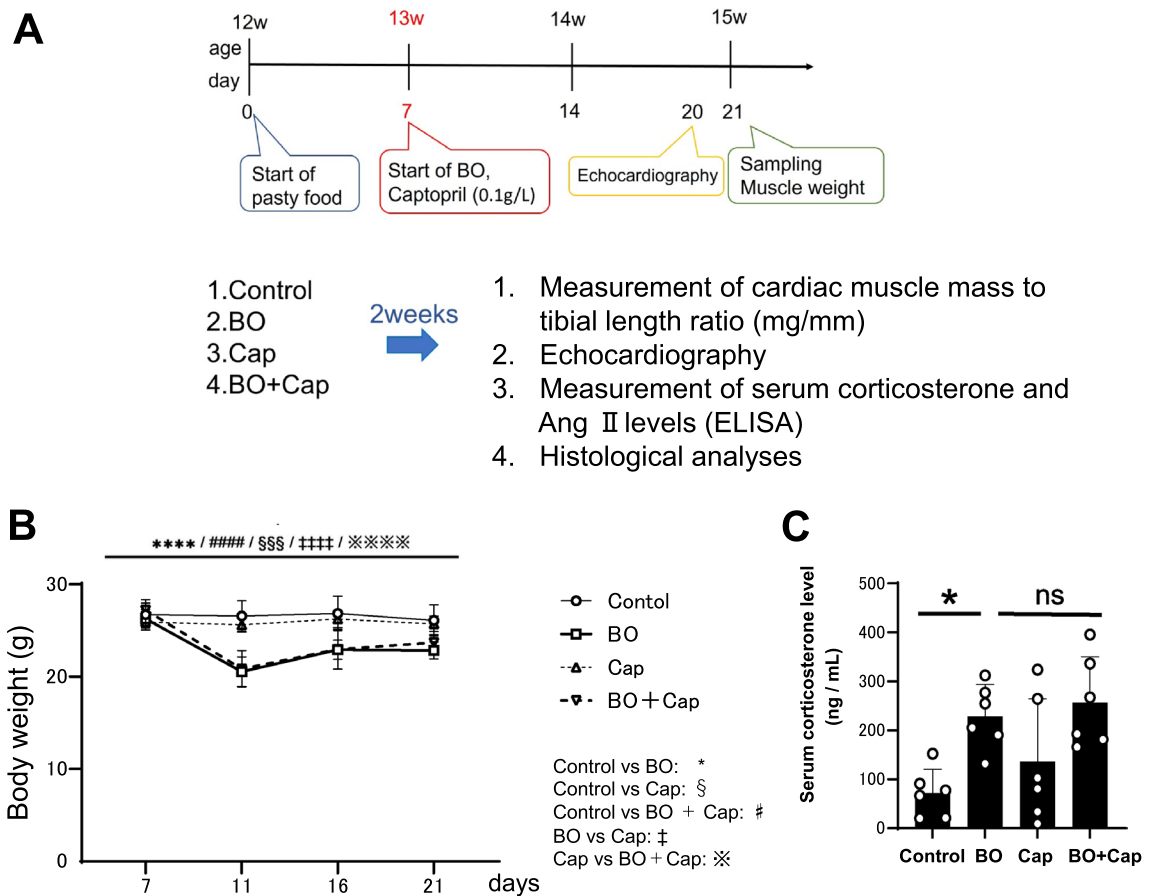 A
12w
13w
14w
15w
age
day
0
7
14
20
21
Start of
pasty food
Start of BO,
Captopril (0.1g/L)
Echocardiography
Sampling
Muscle weight
1.Control
2.BO
3.Cap
4.BO+Cap
2weeks
1. Measurement of cardiac muscle mass to
tibial length ratio (mg/mm)
2. Echocardiography
3. Measurement of serum corticosterone and
Ang Ⅱ levels (ELISA)
4. Histological analyses
B
**** / #### / §§§ / ‡‡‡‡ / ※※※※
Body weight (g)
30
20
10
0
7
11
16
21
days
Contol
BO
Cap
BO+Cap
Control vs BO: *
Control vs Cap: §
Control vs BO + Cap: ♯
BO vs Cap: ‡
Cap vs BO+Cap: ※
C
Serum corticosterone level
(ng / mL)
500
400
300
200
100
0
*
ns
Control
BO
Cap
BO+Cap